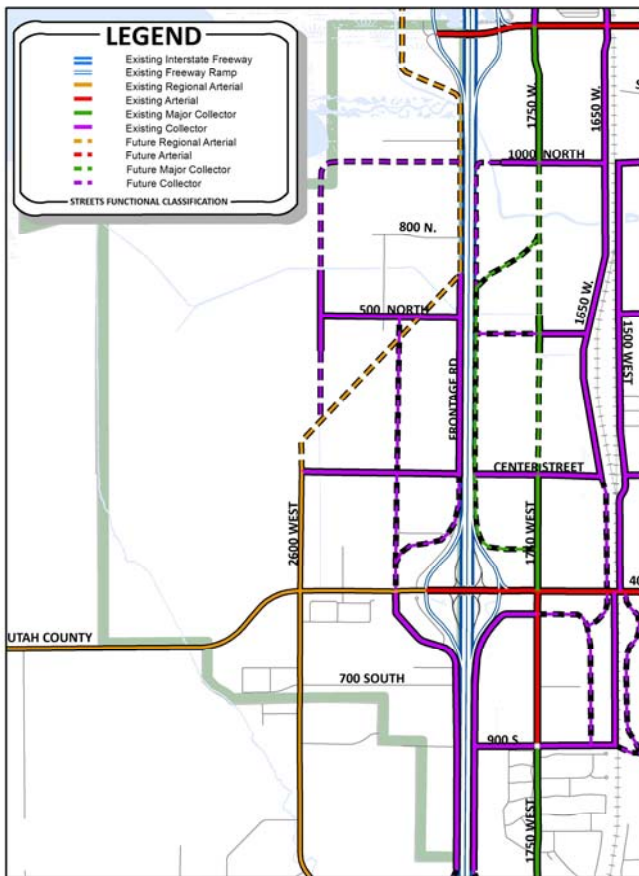 LEGEND
Existing Interstate Freeway
Existing Freeway Ramp
Existing Regional Arterial
Existing Arterial
Existing Major Collector
Existing Collector
Future Regional Arterial
Future Arterial
Future Major Collector
Future Collector
STREETS FUNCTIONAL CLASSIFICATION
1750 W.
1650 W.
S
1000 NORTH
800 N.
500 NORTH
1650 W.
1500 WEST
FRONTAGE RD
CENTER STREET
2600 WEST
1750 WEST
40
UTAH COUNTY
700 SOUTH
900 S.
1750 WEST